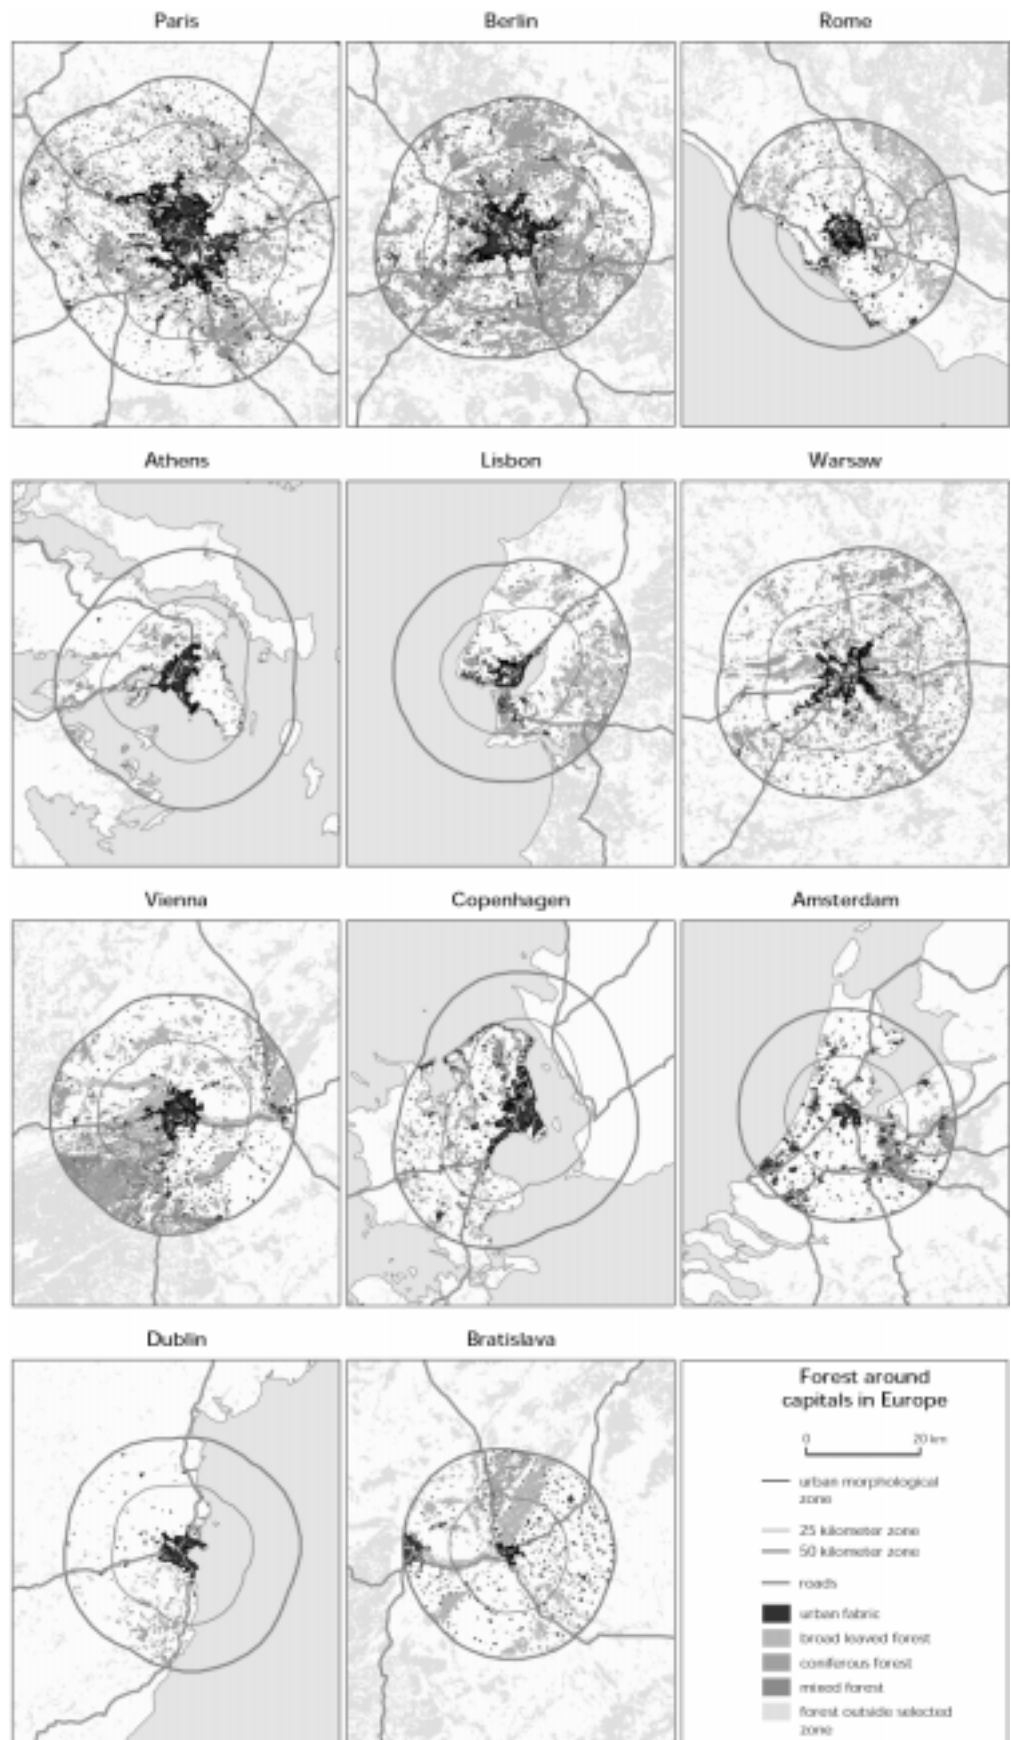 Paris
Berlin
Rome
Athens
Lisbon
Warsaw
Vienna
Copenhagen
Amsterdam
Dublin
Bratislava
Forest around
capitals in Europe
0 20 km
urban morphological
zone
25 kilometer zone
50 kilometer zone
roads
urban fabric
broad leaved forest
coniferous forest
mixed forest
forest outside selected
zone